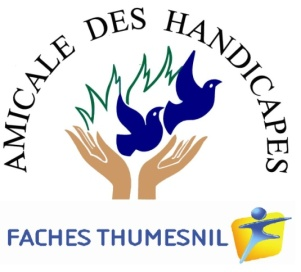 AMICALE DES HANDICAPES
FACHES THUMESNIL